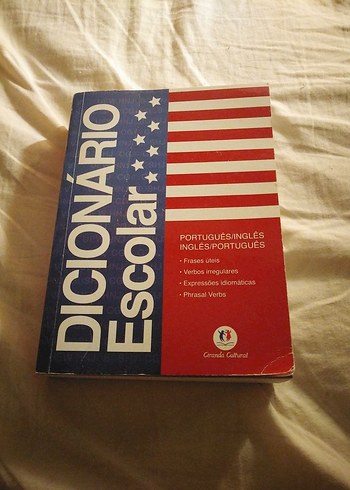 DICIONÁRIO
Escolar
PORTUGUÊS/INGLÊS
INGLÊS/PORTUGUÊS
• Frases úteis
• Verbos irregulares
• Expressões idiomáticas
• Phrasal Verbs
Ciranda Cultural